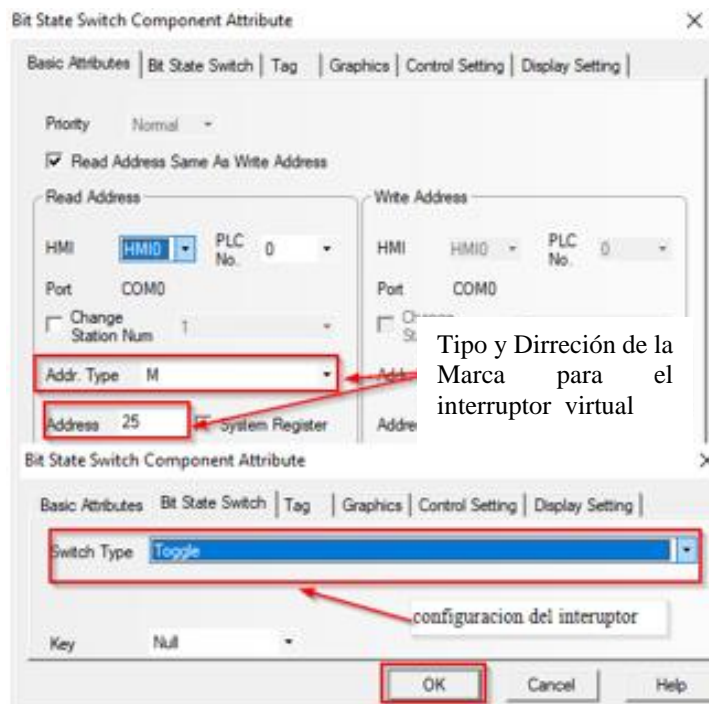 Bit State Switch Component Attribute
Basic Attributes Bit State Switch Tag Graphics Control Setting Display Setting
Priority Normal
Read Address Same As Write Address
Read Address Write Address
HMI HMI0 PLC No. 0 HMI HMI0 PLC No. 0
Port COM0 Port COM0
Change Station Num 1
Addr. Type M
Address 25 System Register
Tipo y Dirreción de la
Marca para el
interruptor virtual
Bit State Switch Component Attribute
Basic Attributes Bit State Switch Tag Graphics Control Setting Display Setting
Switch Type Toggle
configuracion del interuptor
Key Null
OK Cancel Help